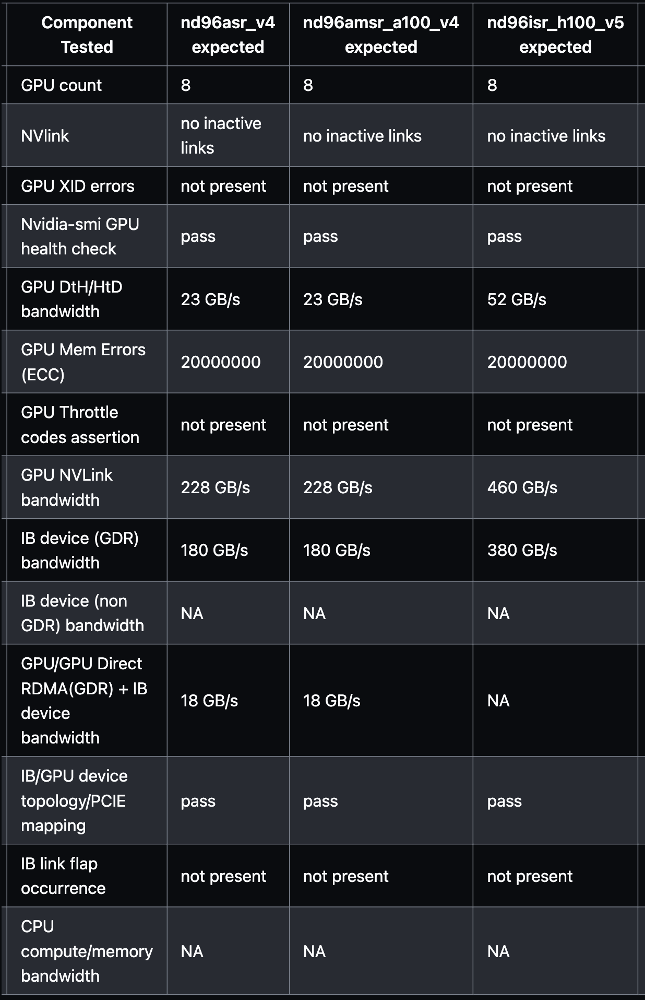 Component Tested | nd96asr_v4 expected | nd96amsr_a100_v4 expected | nd96isr_h100_v5 expected
GPU count | 8 | 8 | 8
NVlink | no inactive links | no inactive links | no inactive links
GPU XID errors | not present | not present | not present
Nvidia-smi GPU health check | pass | pass | pass
GPU DtH/HtD bandwidth | 23 GB/s | 23 GB/s | 52 GB/s
GPU Mem Errors (ECC) | 20000000 | 20000000 | 20000000
GPU Throttle codes assertion | not present | not present | not present
GPU NVLink bandwidth | 228 GB/s | 228 GB/s | 460 GB/s
IB device (GDR) bandwidth | 180 GB/s | 180 GB/s | 380 GB/s
IB device (non GDR) bandwidth | NA | NA | NA
GPU/GPU Direct RDMA(GDR) + IB device bandwidth | 18 GB/s | 18 GB/s | NA
IB/GPU device topology/PCIE mapping | pass | pass | pass
IB link flap occurrence | not present | not present | not present
CPU compute/memory bandwidth | NA | NA | NA